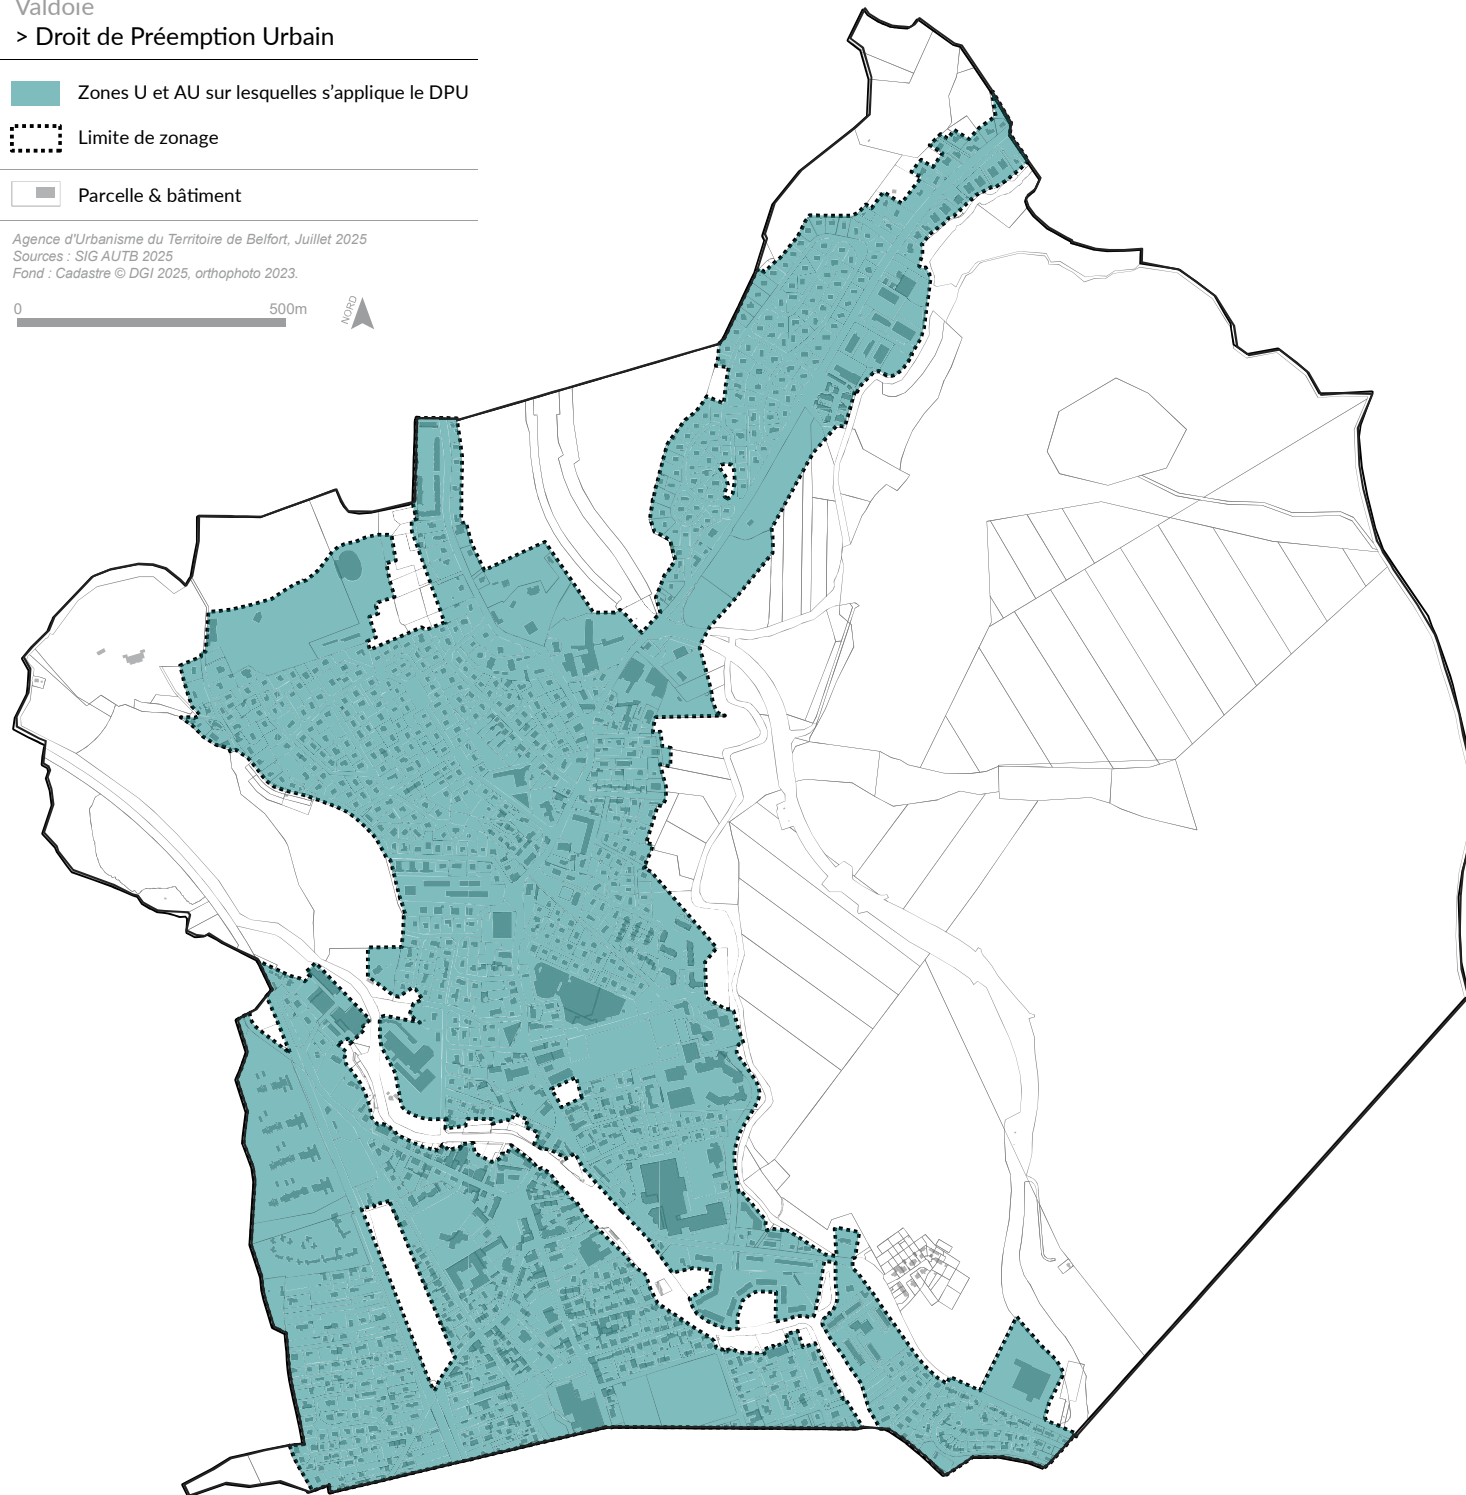 Valdoie
> Droit de Préemption Urbain
Zones U et AU sur lesquelles s’applique le DPU
Limite de zonage
Parcelle & bâtiment
Agence d'Urbanisme du Territoire de Belfort, Juillet 2025
Sources : SIG AUTB 2025
Fond : Cadastre © DGI 2025, orthophoto 2023.
0 500m
NORD